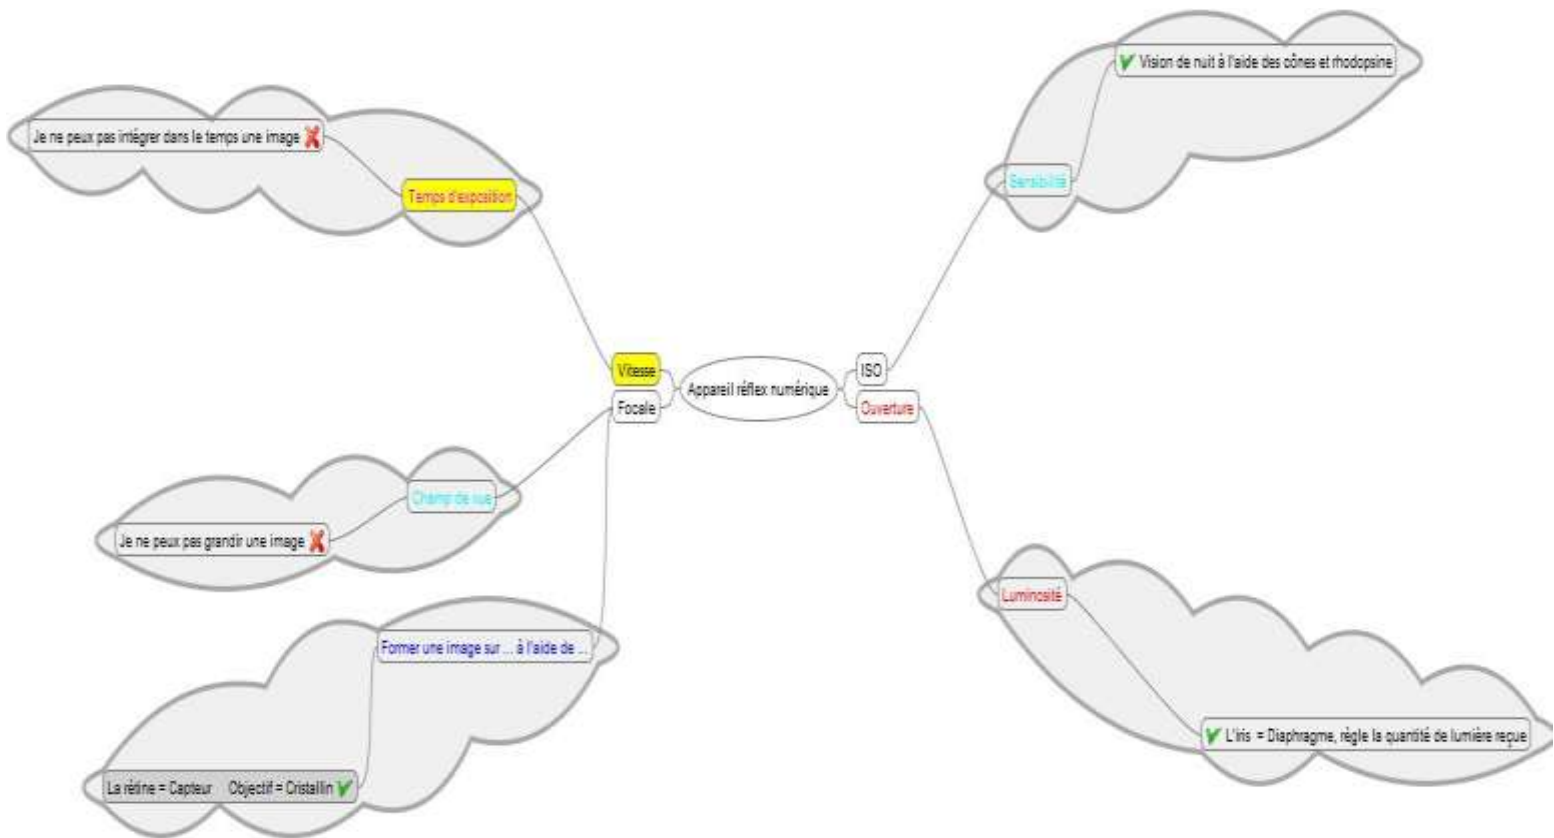 Vision de nuit à l'aide des cônes et rhodopsine
Je ne peux pas intégrer dans le temps une image
Sensibilité
Temps d'exposition
Vitesse
Appareil réflex numérique
ISO
Focale
Ouverture
Champ de vue
Je ne peux pas grandir une image
Luminosité
Former une image sur ... à l'aide de ...
L'iris = Diaphragme, règle la quantité de lumière reçue
La rétine = Capteur Objectif = Cristallin